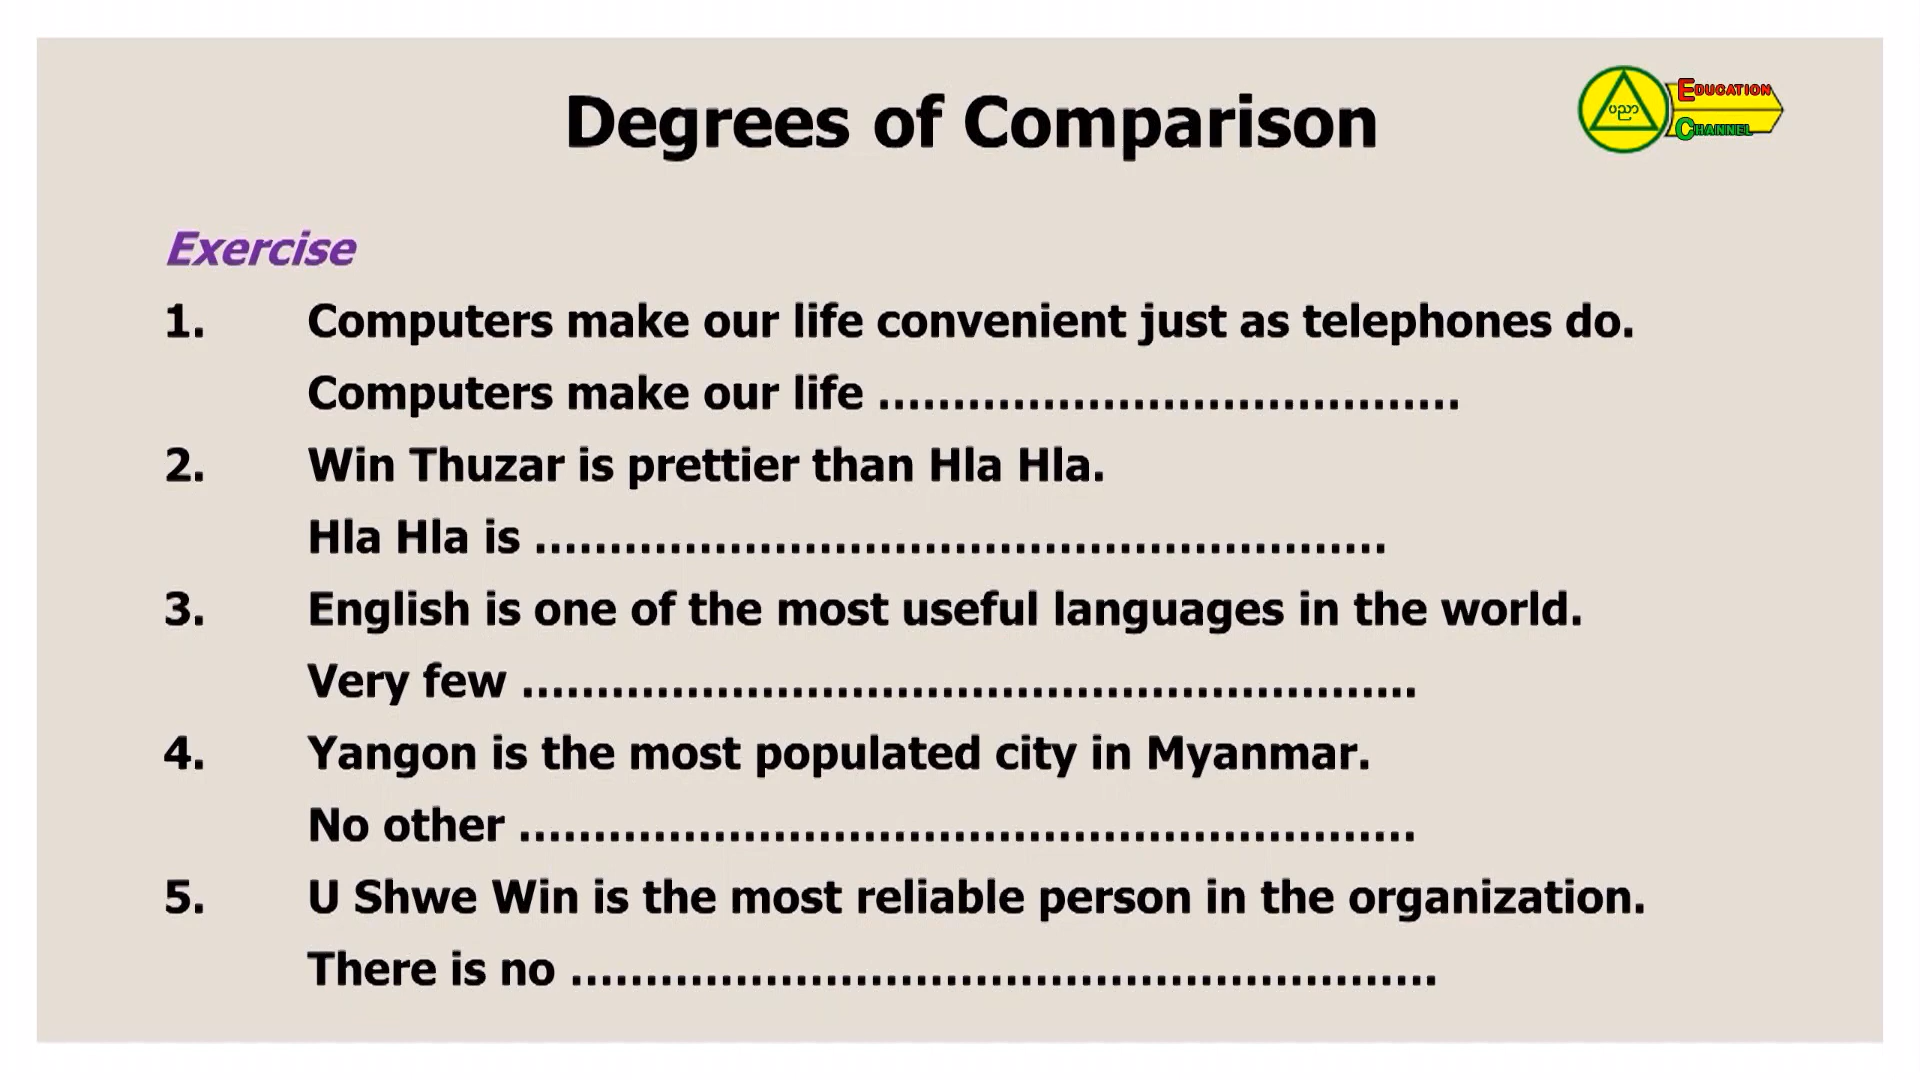 Degrees of Comparison
ပညာ
EDUCATION
CHANNEL
Exercise
1. Computers make our life convenient just as telephones do.
Computers make our life .......................................
2. Win Thuzar is prettier than Hla Hla.
Hla Hla is .........................................................
3. English is one of the most useful languages in the world.
Very few ............................................................
4. Yangon is the most populated city in Myanmar.
No other ............................................................
5. U Shwe Win is the most reliable person in the organization.
There is no ..........................................................